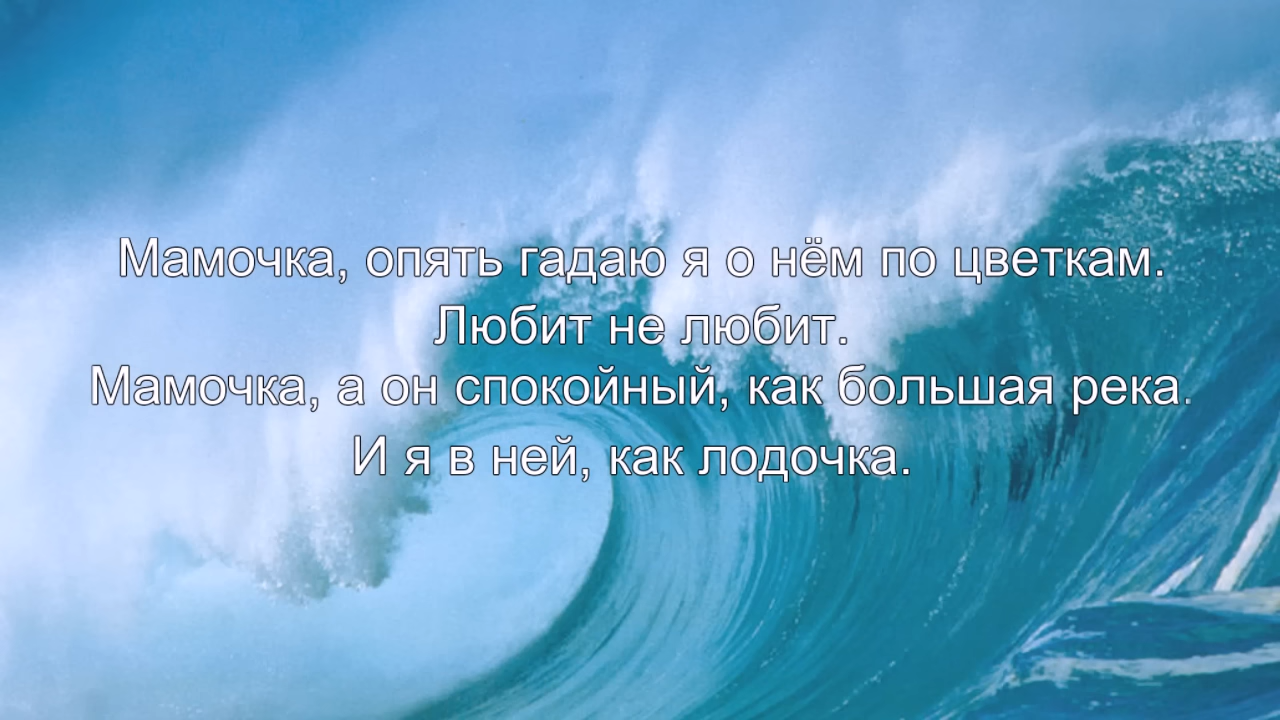 Мамочка, опять гадаю я о нём по цветкам.
Любит не любит.
Мамочка, а он спокойный, как большая река.
И я в ней, как лодочка.